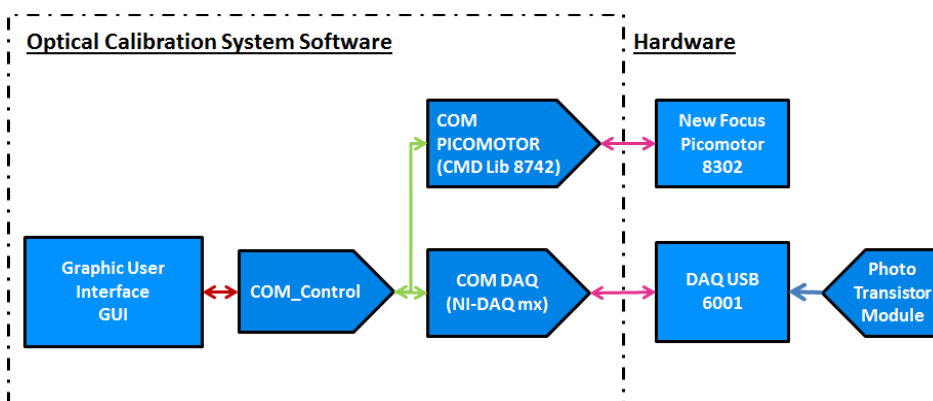 Optical Calibration System Software
Hardware
COM
PICOMOTOR
(CMD Lib 8742)
New Focus
Picomotor
8302
Graphic User
Interface
GUI
COM_Control
COM DAQ
(NI-DAQ mx)
DAQ USB
6001
Photo
Transistor
Module